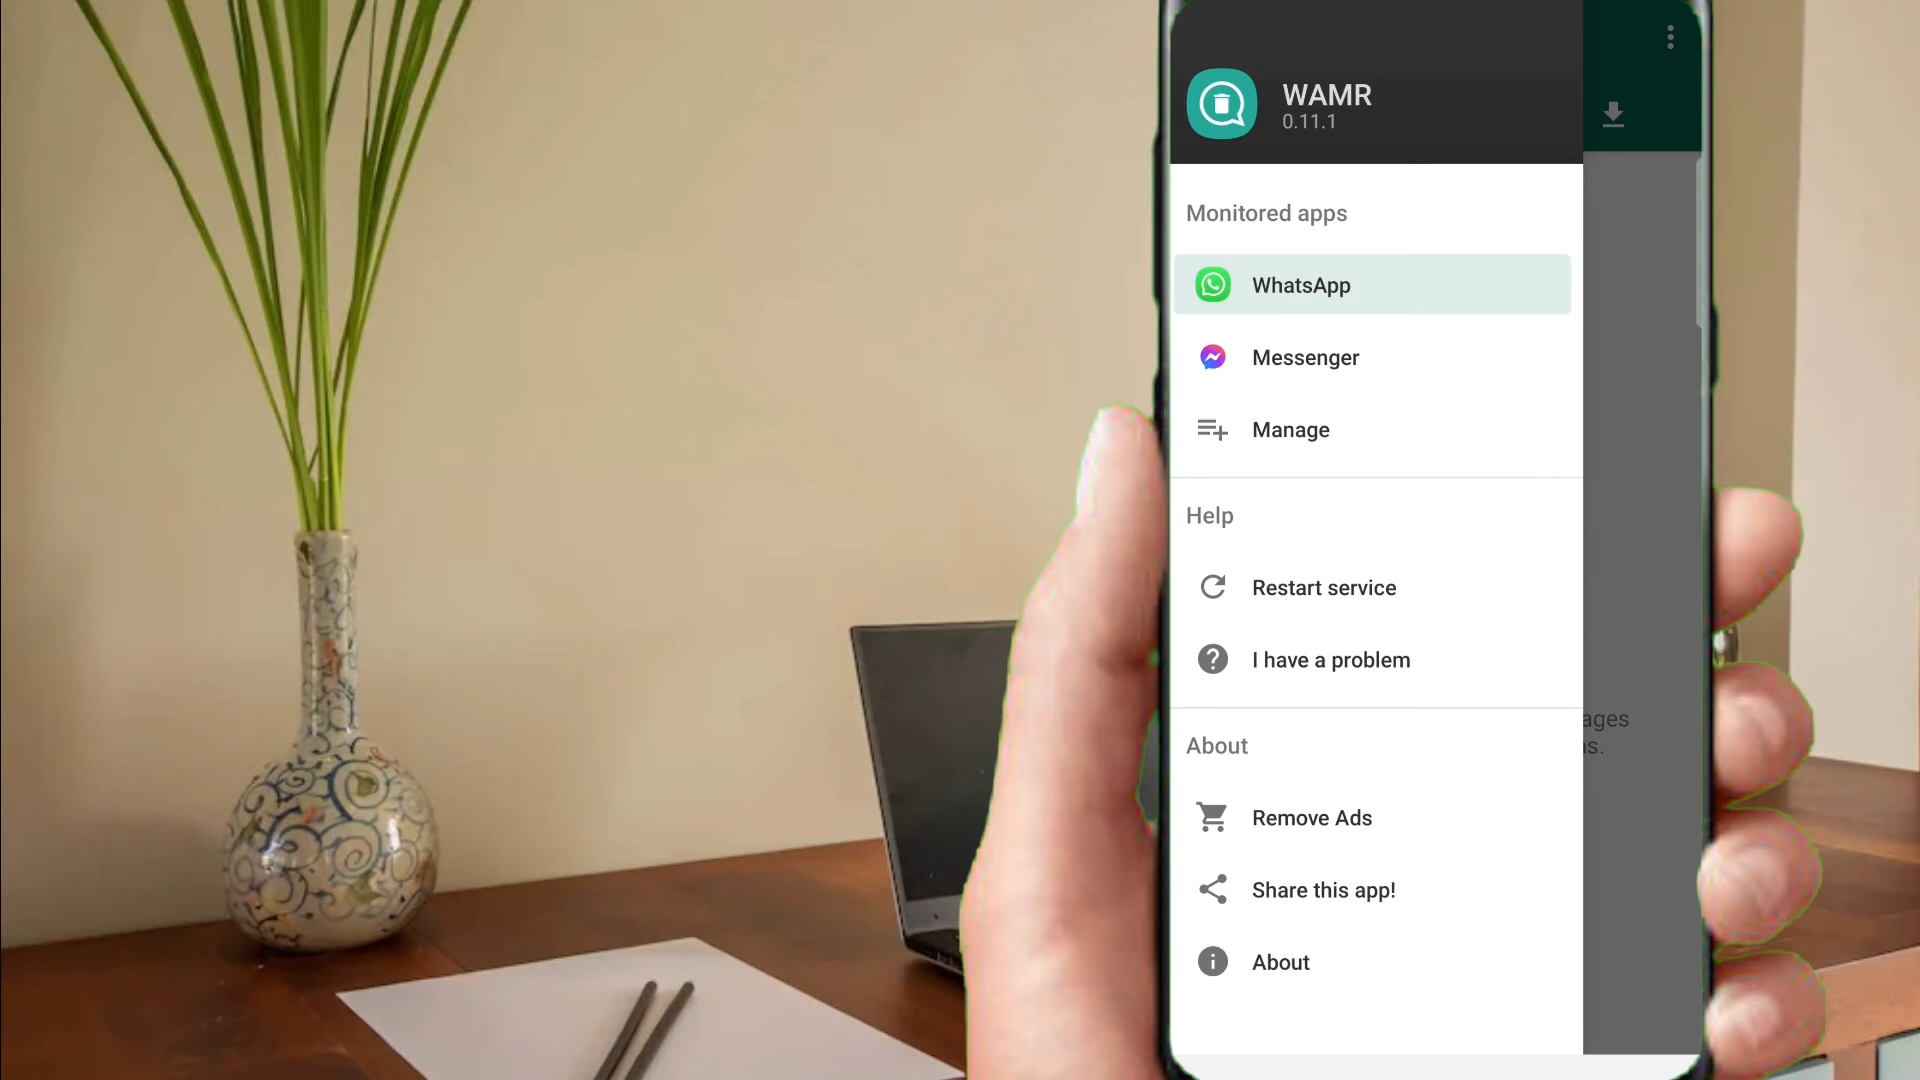 WAMR
0.11.1
Monitored apps
WhatsApp
Messenger
Manage
Help
Restart service
I have a problem
ages
s.
About
Remove Ads
Share this app!
About